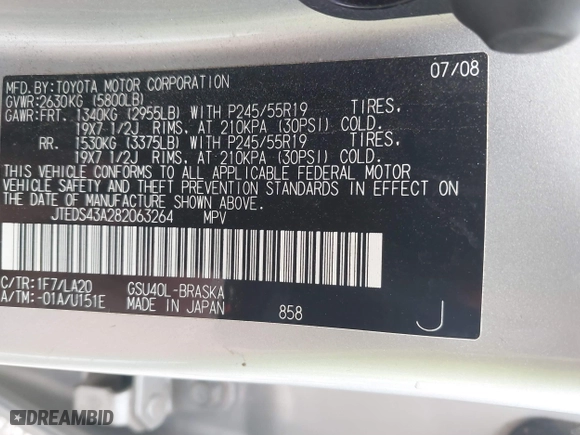 MFD. BY: TOYOTA MOTOR CORPORATION 07/08
GVWR: 2630KG (5800LB)
GAWR: FRT. 1340KG (2955LB) WITH P245/55R19 TIRES,
19X7 1/2J RIMS, AT 210KPA (30PSI) COLD.
RR. 1530KG (3375LB) WITH P245/55R19 TIRES,
19X7 1/2J RIMS, AT 210KPA (30PSI) COLD.
THIS VEHICLE CONFORMS TO ALL APPLICABLE FEDERAL MOTOR
VEHICLE SAFETY AND THEFT PREVENTION STANDARDS IN EFFECT ON
THE DATE OF MANUFACTURE SHOWN ABOVE.
JTEDS43A282063264 MPV
C/TR: 1F7/LA20 GSU40L-BRASKA
A/TM: -01A/U151E MADE IN JAPAN 858 J
DREAMBID